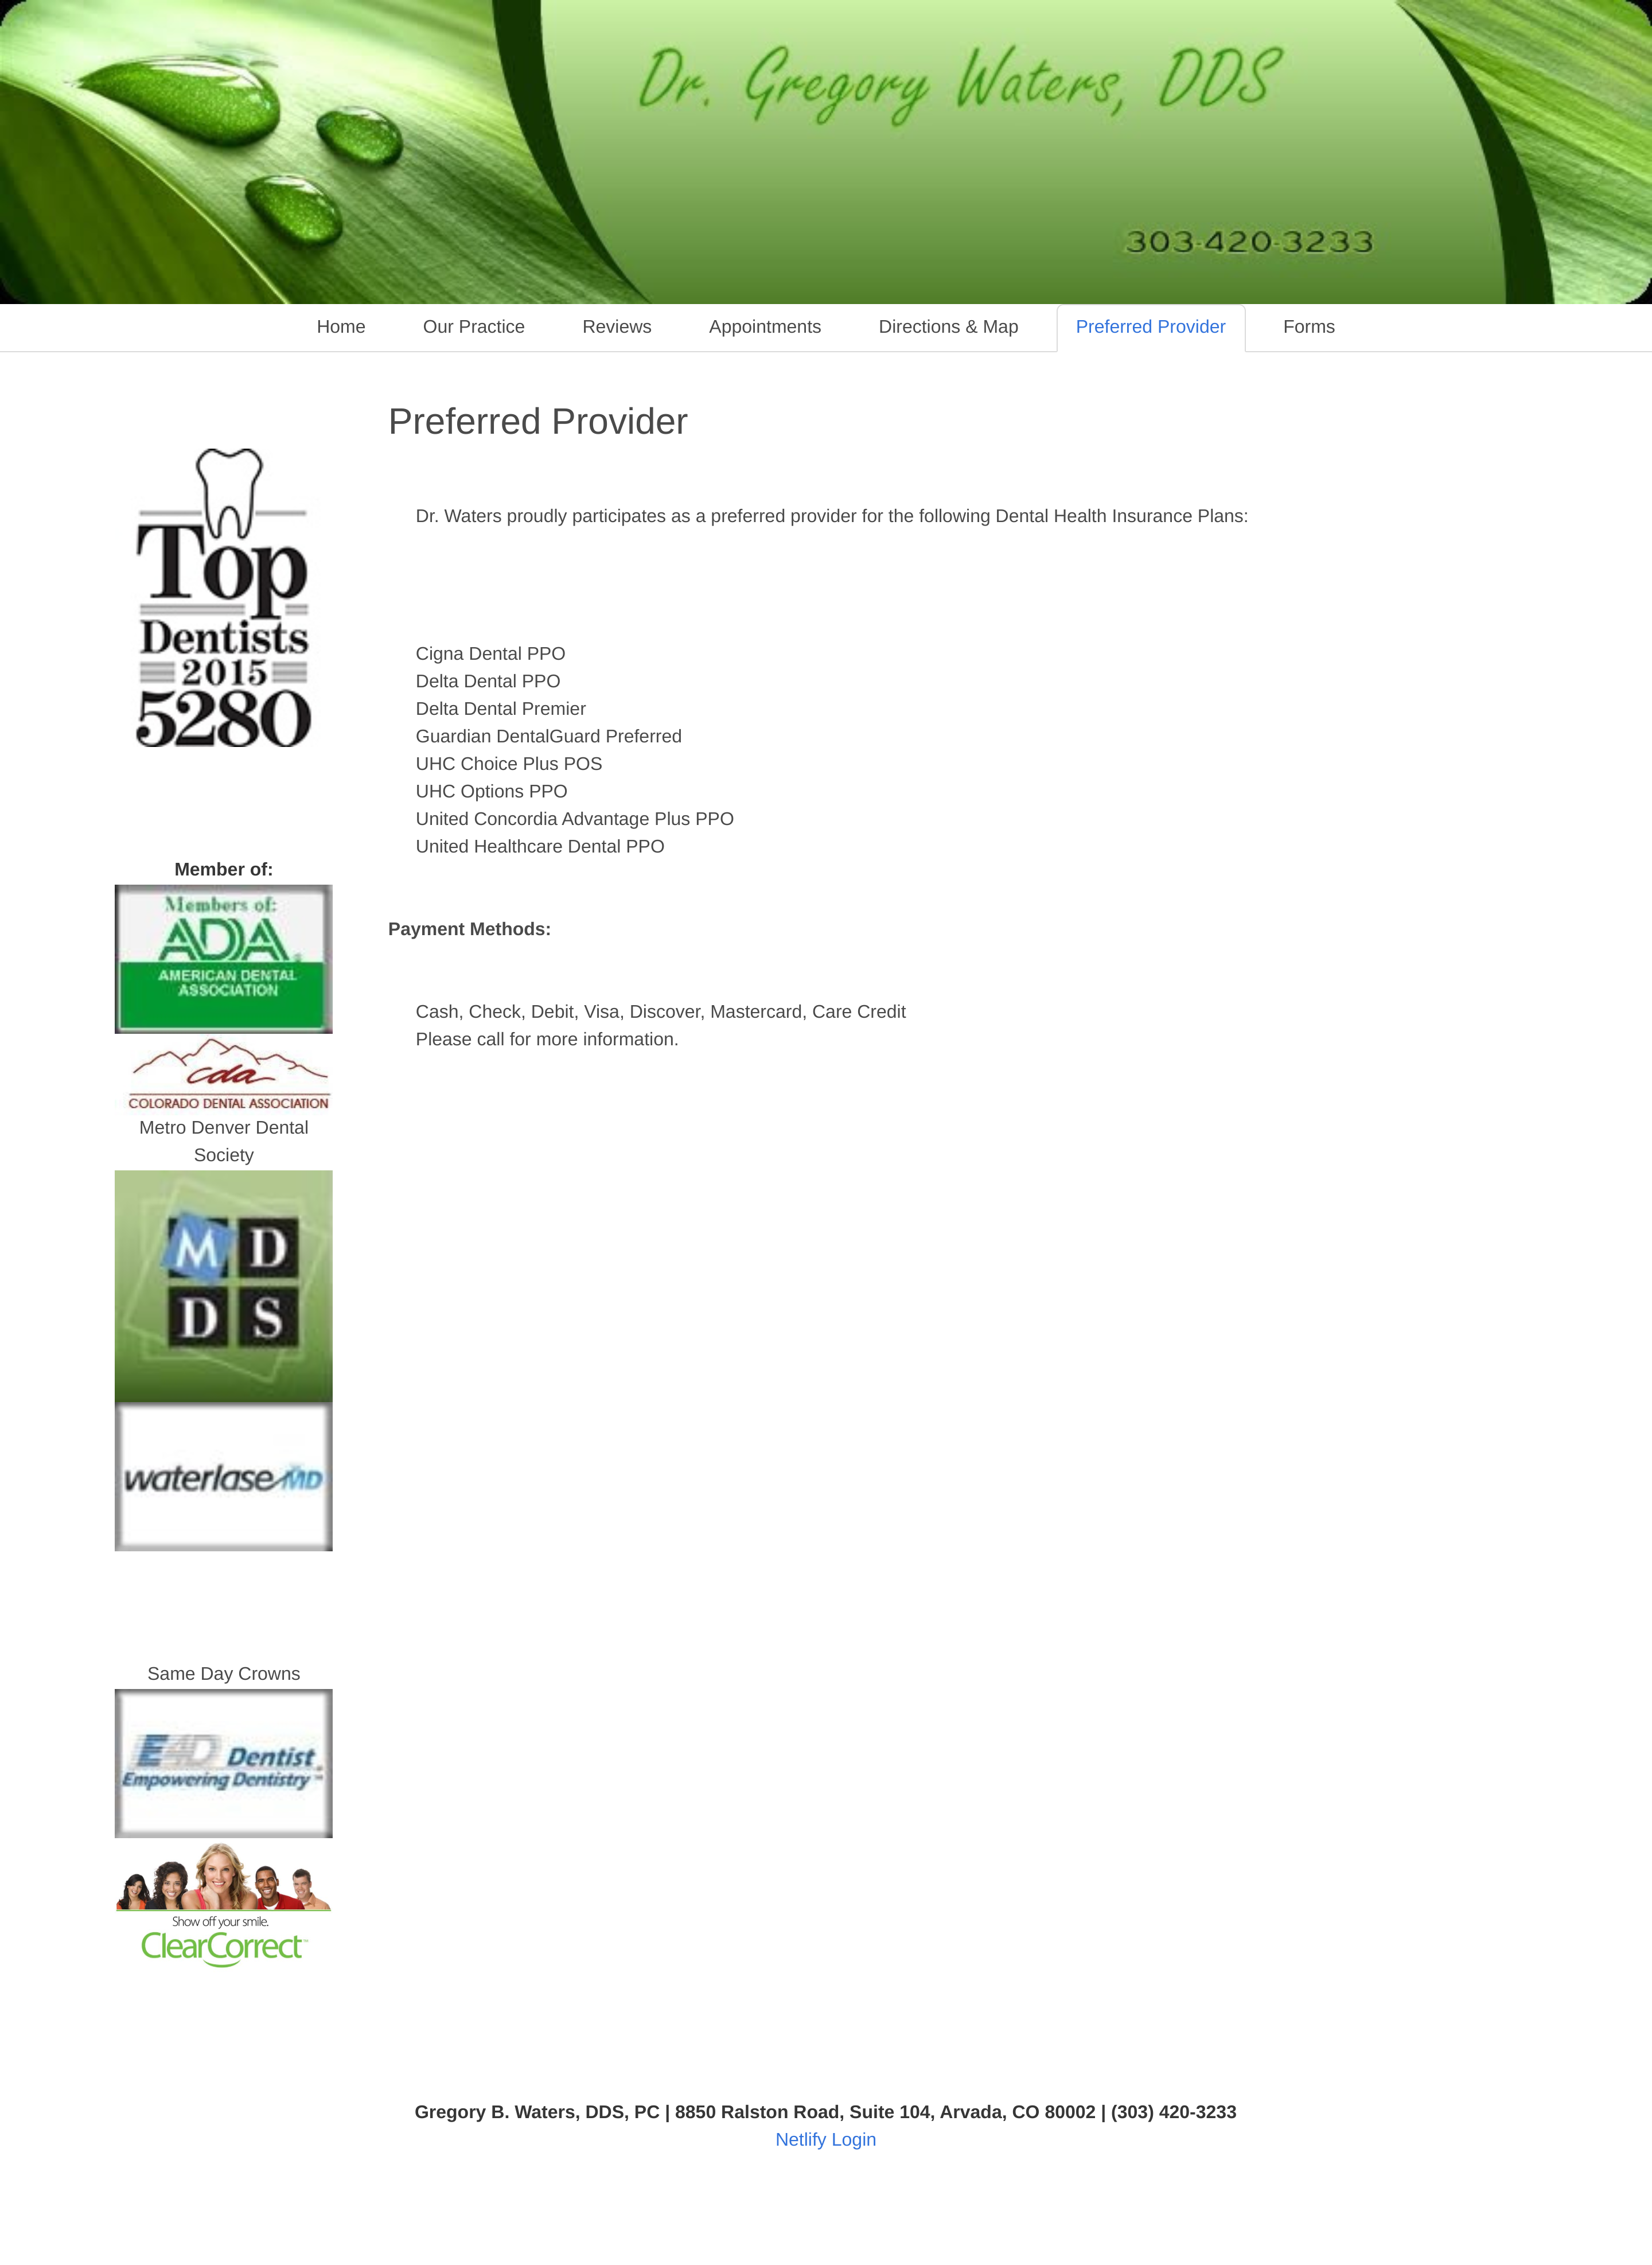 Dr. Gregory Waters, DDS
303-420-3233
Home
Our Practice
Reviews
Appointments
Directions & Map
Preferred Provider
Forms
Top
Dentists
2015
5280
Member of:
Members of:
ADA
AMERICAN DENTAL
ASSOCIATION
cda
COLORADO DENTAL ASSOCIATION
Metro Denver Dental
Society
M D
D S
waterlase MD
Same Day Crowns
E4D Dentist
Empowering Dentistry™
Show off your smile.
ClearCorrect
Preferred Provider
Dr. Waters proudly participates as a preferred provider for the following Dental Health Insurance Plans:
Cigna Dental PPO
Delta Dental PPO
Delta Dental Premier
Guardian DentalGuard Preferred
UHC Choice Plus POS
UHC Options PPO
United Concordia Advantage Plus PPO
United Healthcare Dental PPO
Payment Methods:
Cash, Check, Debit, Visa, Discover, Mastercard, Care Credit
Please call for more information.
Gregory B. Waters, DDS, PC | 8850 Ralston Road, Suite 104, Arvada, CO 80002 | (303) 420-3233
Netlify Login